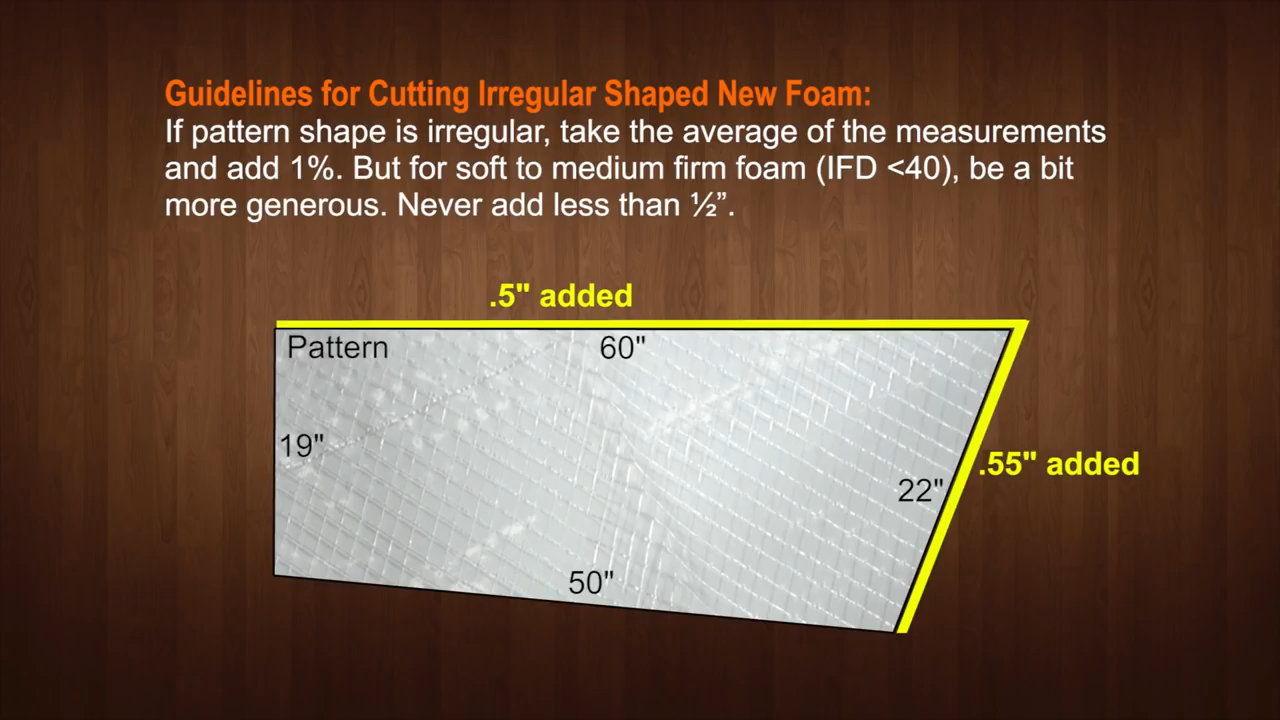 Guidelines for Cutting Irregular Shaped New Foam:
If pattern shape is irregular, take the average of the measurements
and add 1%. But for soft to medium firm foam (IFD <40), be a bit
more generous. Never add less than ½”.
.5" added
Pattern
60"
19"
.55" added
22"
50"